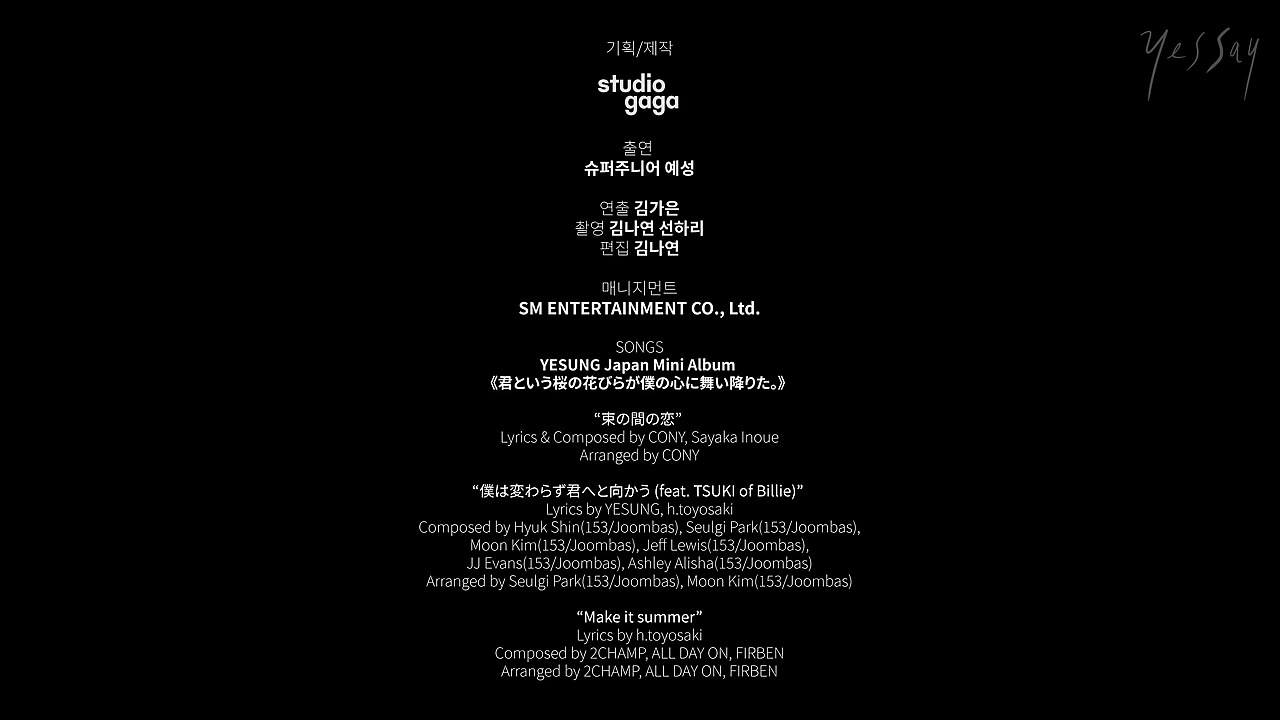 yessay
기획/제작
studio
gaga
출연
슈퍼주니어 예성
연출 김가은
촬영 김나연 선하리
편집 김나연
매니지먼트
SM ENTERTAINMENT CO., Ltd.
SONGS
YESUNG Japan Mini Album
《君という桜の花びらが僕の心に舞い降りた。》
“束の間の恋”
Lyrics & Composed by CONY, Sayaka Inoue
Arranged by CONY
“僕は変わらず君へと向かう (feat. TSUKI of Billie)”
Lyrics by YESUNG, h.toyosaki
Composed by Hyuk Shin(153/Joombas), Seulgi Park(153/Joombas),
Moon Kim(153/Joombas), Jeff Lewis(153/Joombas),
JJ Evans(153/Joombas), Ashley Alisha(153/Joombas)
Arranged by Seulgi Park(153/Joombas), Moon Kim(153/Joombas)
“Make it summer”
Lyrics by h.toyosaki
Composed by 2CHAMP, ALL DAY ON, FIRBEN
Arranged by 2CHAMP, ALL DAY ON, FIRBEN